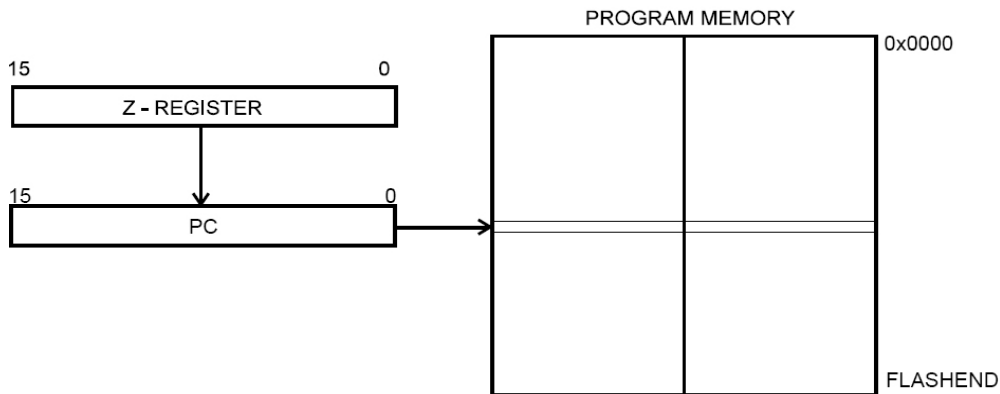 PROGRAM MEMORY
0x0000
15 0
Z - REGISTER
15 0
PC
FLASHEND